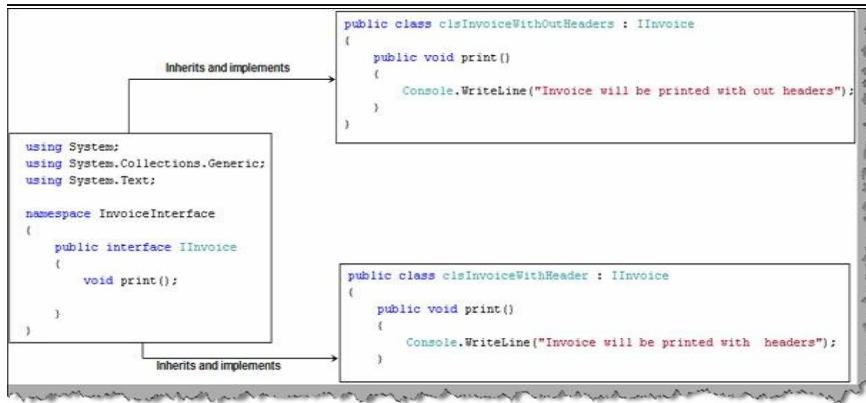 public class clsInvoiceWithOutHeaders : IInvoice
{
public void print()
{
Console.WriteLine("Invoice will be printed with out headers");
}
}
Inherits and implements
using System;
using System.Collections.Generic;
using System.Text;
namespace InvoiceInterface
{
public interface IInvoice
{
void print();
}
}
public class clsInvoiceWithHeader : IInvoice
{
public void print()
{
Console.WriteLine("Invoice will be printed with  headers");
}
Inherits and implements